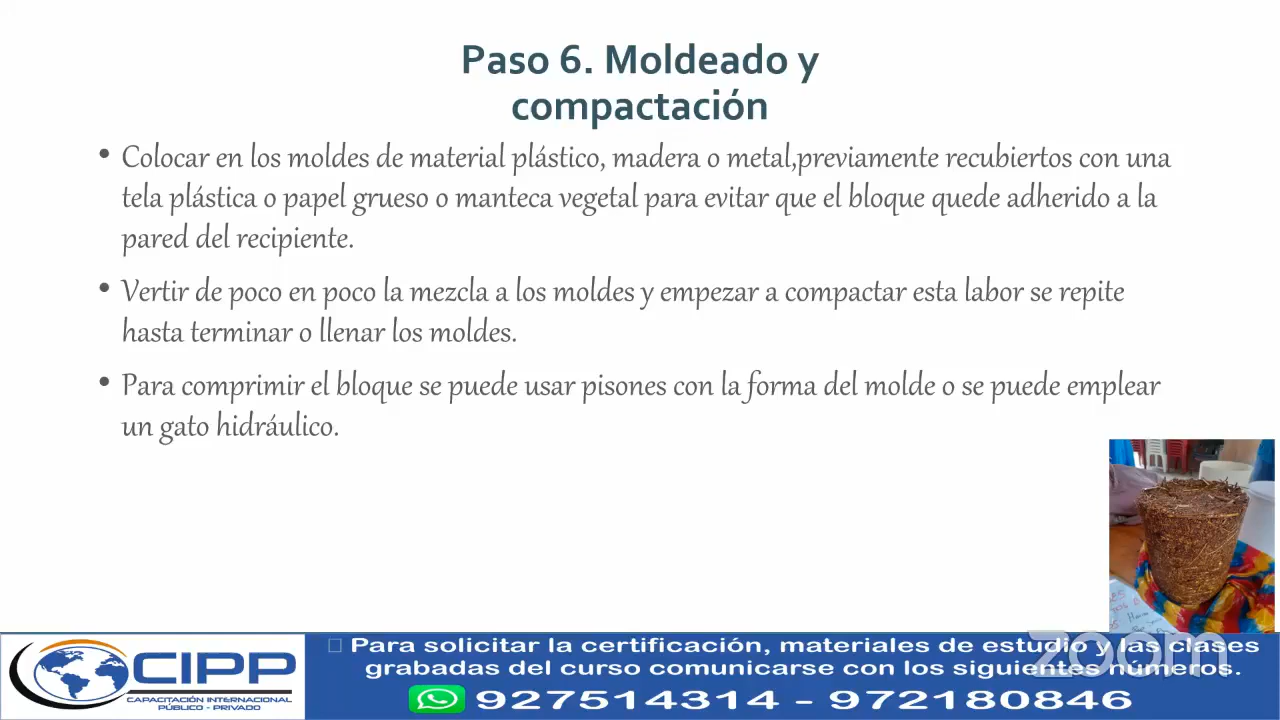 Paso 6. Moldeado y
compactación
• Colocar en los moldes de material plástico, madera o metal,previamente recubiertos con una
tela plástica o papel grueso o manteca vegetal para evitar que el bloque quede adherido a la
pared del recipiente.
• Vertir de poco en poco la mezcla a los moldes y empezar a compactar esta labor se repite
hasta terminar o llenar los moldes.
• Para comprimir el bloque se puede usar pisones con la forma del molde o se puede emplear
un gato hidráulico.
CIPP
CAPACITACIÓN INTERNACIONAL
PÚBLICO - PRIVADO
Para solicitar la certificación, materiales de estudio y las clases
grabadas del curso comunicarse con los siguientes números.
927514314 - 972180846
zoom